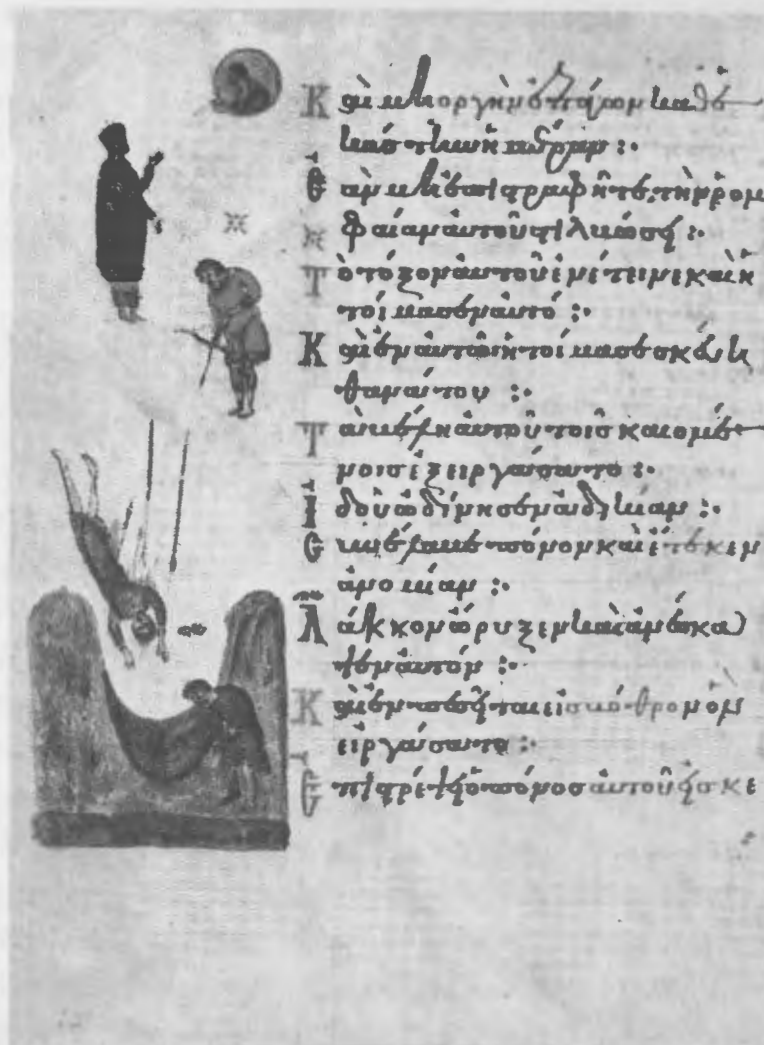 Καὶ μὴ ὀργὴν ἐπάγων καθ' ἑ
κάστην ἡμέραν :·
Ἐὰν μὴ ἐπιστραφῆτε, τὴν ῥομ
φαίαν αὐτοῦ στιλβώσει :·
Τὸ τόξον αὐτοῦ ἐνέτεινε καὶ ἡ
τοίμασεν αὐτό :·
Καὶ ἐν αὐτῷ ἡτοίμασε σκεύη
θανάτου :·
Τὰ βέλη αὐτοῦ τοῖς καιομέ
νοις ἐξειργάσατο :·
Ἰδοὺ ὠδίνησεν ἀδικίαν :·
Συνέλαβε πόνον καὶ ἔτεκεν
ἀνομίαν :·
Λάκκον ὤρυξεν καὶ ἀνέσκα
ψεν αὐτόν :·
Καὶ ἐμπεσεῖται εἰς βόθρον ὃν
εἰργάσατο :·
Ἐπιστρέψει ὁ πόνος αὐτοῦ εἰς κε